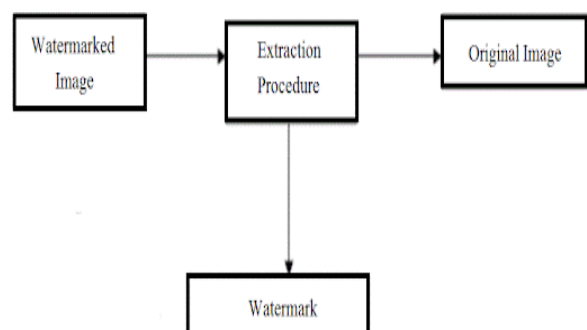 Watermarked
Image
Extraction
Procedure
Original Image
Watermark